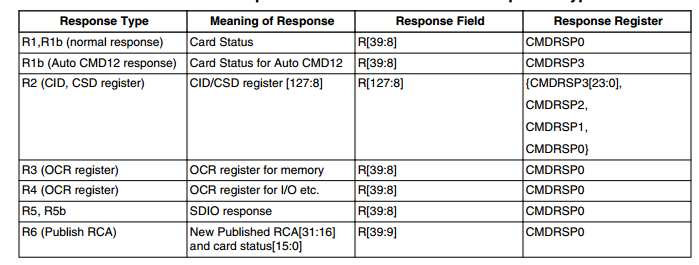 Response Type Meaning of Response Response Field Response Register
R1,R1b (normal response) Card Status R[39:8] CMDRSP0
R1b (Auto CMD12 response) Card Status for Auto CMD12 R[39:8] CMDRSP3
R2 (CID, CSD register) CID/CSD register [127:8] R[127:8] {CMDRSP3[23:0],
CMDRSP2,
CMDRSP1,
CMDRSP0}
R3 (OCR register) OCR register for memory R[39:8] CMDRSP0
R4 (OCR register) OCR register for I/O etc. R[39:8] CMDRSP0
R5, R5b SDIO response R[39:8] CMDRSP0
R6 (Publish RCA) New Published RCA[31:16] R[39:9] CMDRSP0
and card status[15:0]